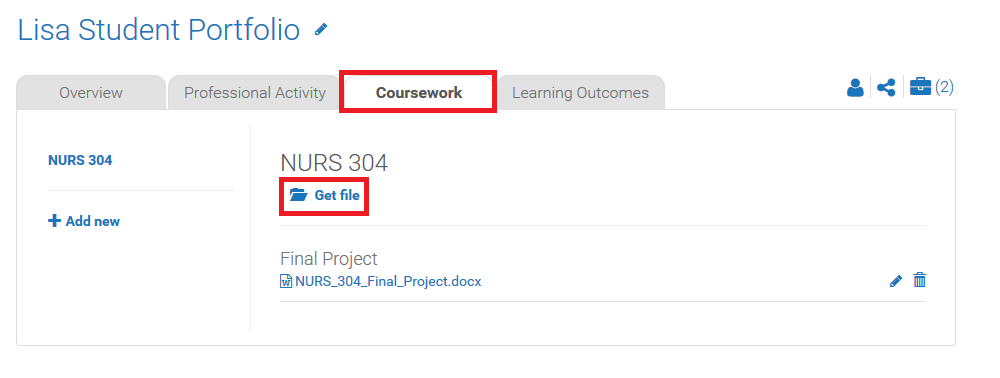 Lisa Student Portfolio
Overview
Professional Activity
Coursework
Learning Outcomes
(2)
NURS 304
Add new
NURS 304
Get file
Final Project
NURS_304_Final_Project.docx